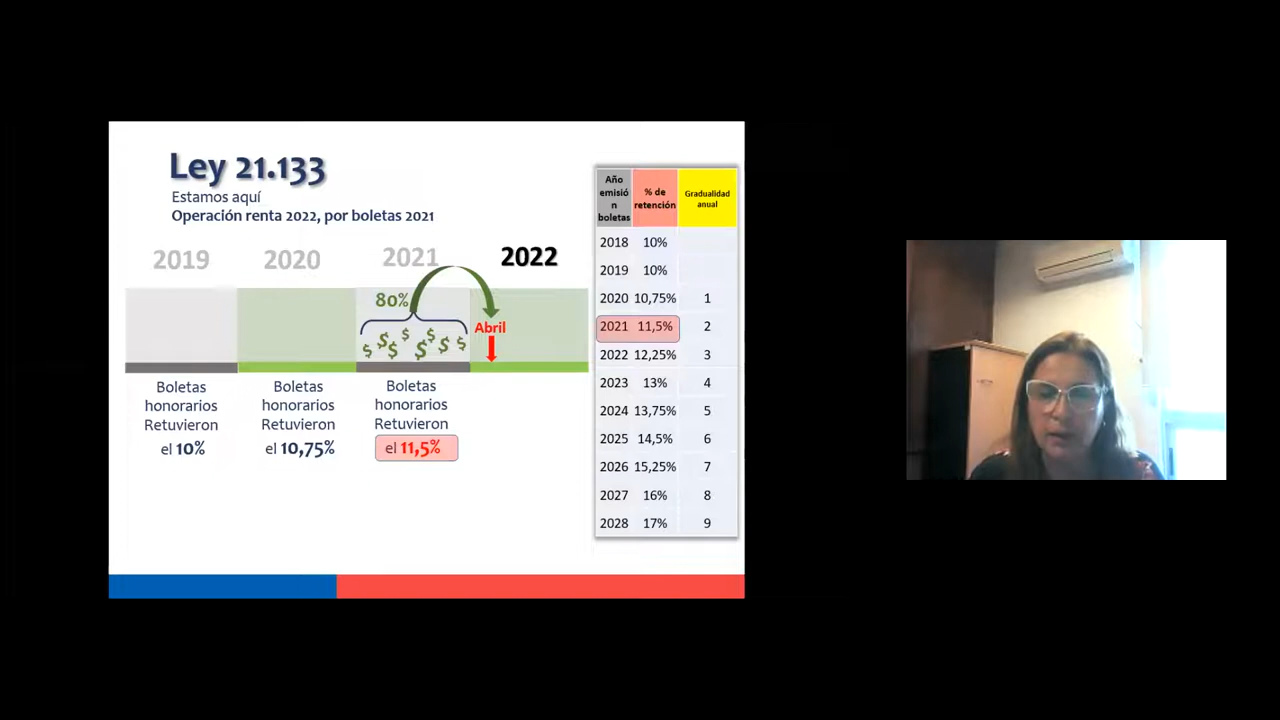 Ley 21.133
Estamos aquí
Operación renta 2022, por boletas 2021
2019
2020
2021
2022
80%
$ $ $ $ $ $ $ $
Abril
Boletas
honorarios
Retuvieron
el 10%
Boletas
honorarios
Retuvieron
el 10,75%
Boletas
honorarios
Retuvieron
el 11,5%
Año
emisió
n
boletas
% de
retención
Gradualidad
anual
2018 10%
2019 10%
2020 10,75% 1
2021 11,5% 2
2022 12,25% 3
2023 13% 4
2024 13,75% 5
2025 14,5% 6
2026 15,25% 7
2027 16% 8
2028 17% 9